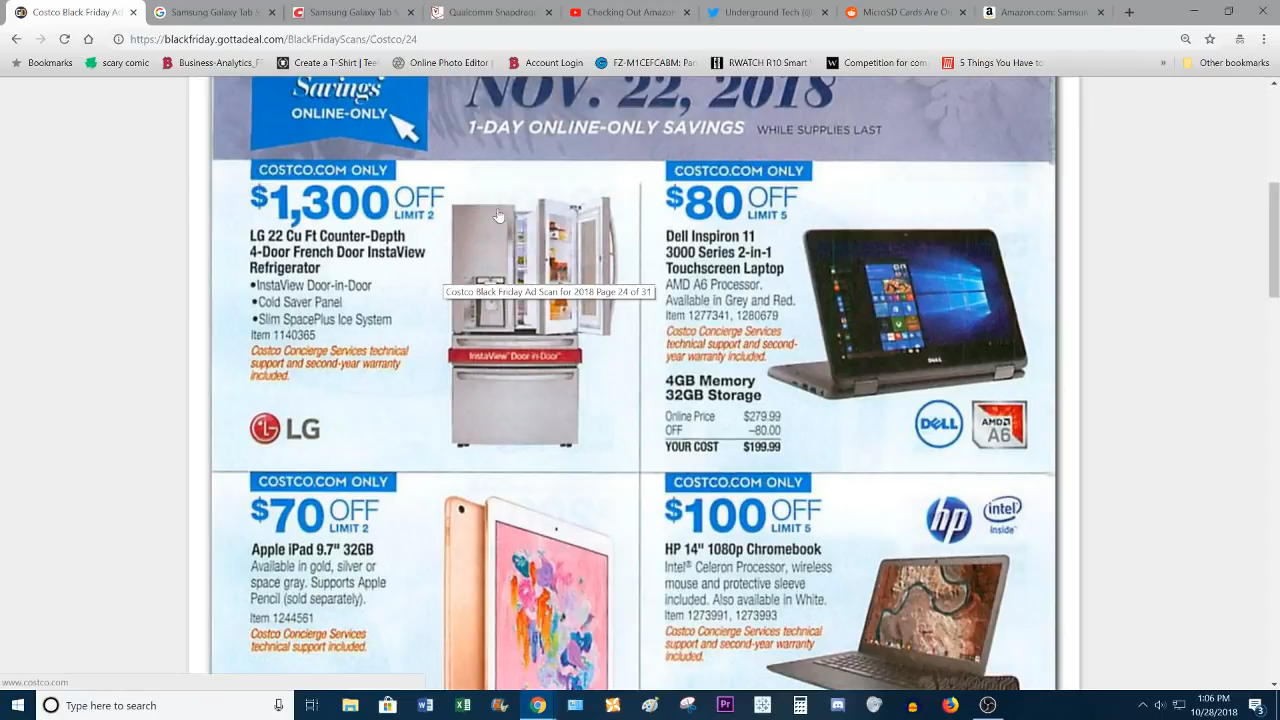 Costco Black Friday Ad
Samsung Galaxy Tab S
Samsung Galaxy Tab S
Qualcomm Snapdrago
Checking Out Amazon
Underground Tech (@
MicroSD Cards Are O
Amazon.com: Samsun
https://blackfriday.gottadeal.com/BlackFridayScans/Costco/24
Bookmarks
scary comic
Business-Analytics_F
Create a T-Shirt | Tee
Online Photo Editor |
Account Login
FZ-M1CEFCABM: Pan
RWATCH R10 Smart
Competition for com
5 Things You Have to
Other bookmarks
Savings
ONLINE-ONLY
NOV. 22, 2018
1-DAY ONLINE-ONLY SAVINGS WHILE SUPPLIES LAST
COSTCO.COM ONLY
$1,300 OFF
LIMIT 2
LG 22 Cu Ft Counter-Depth
4-Door French Door InstaView
Refrigerator
•InstaView Door-in-Door
•Cold Saver Panel
•Slim SpacePlus Ice System
Item 1140365
Costco Concierge Services technical
support and second-year warranty
included.
LG
InstaView Door-in-Door™
Costco Black Friday Ad Scan for 2018 Page 24 of 31
COSTCO.COM ONLY
$80 OFF
LIMIT 5
Dell Inspiron 11
3000 Series 2-in-1
Touchscreen Laptop
AMD A6 Processor.
Available in Grey and Red.
Item 1277341, 1280679
Costco Concierge Services
technical support and second-
year warranty included.
4GB Memory
32GB Storage
Online Price $279.99
OFF –80.00
YOUR COST $199.99
DELL
DELL
AMD
A6
COSTCO.COM ONLY
$70 OFF
LIMIT 2
Apple iPad 9.7" 32GB
Available in gold, silver or
space gray. Supports Apple
Pencil (sold separately).
Item 1244561
Costco Concierge Services
technical support included.
COSTCO.COM ONLY
$100 OFF
LIMIT 5
HP 14" 1080p Chromebook
Intel® Celeron Processor, wireless
mouse and protective sleeve
included. Also available in White.
Item 1273991, 1273993
Costco Concierge Services technical
support and second-year warranty
included.
hp
intel
inside™
www.costco.com
Type here to search
1:06 PM
10/28/2018
3